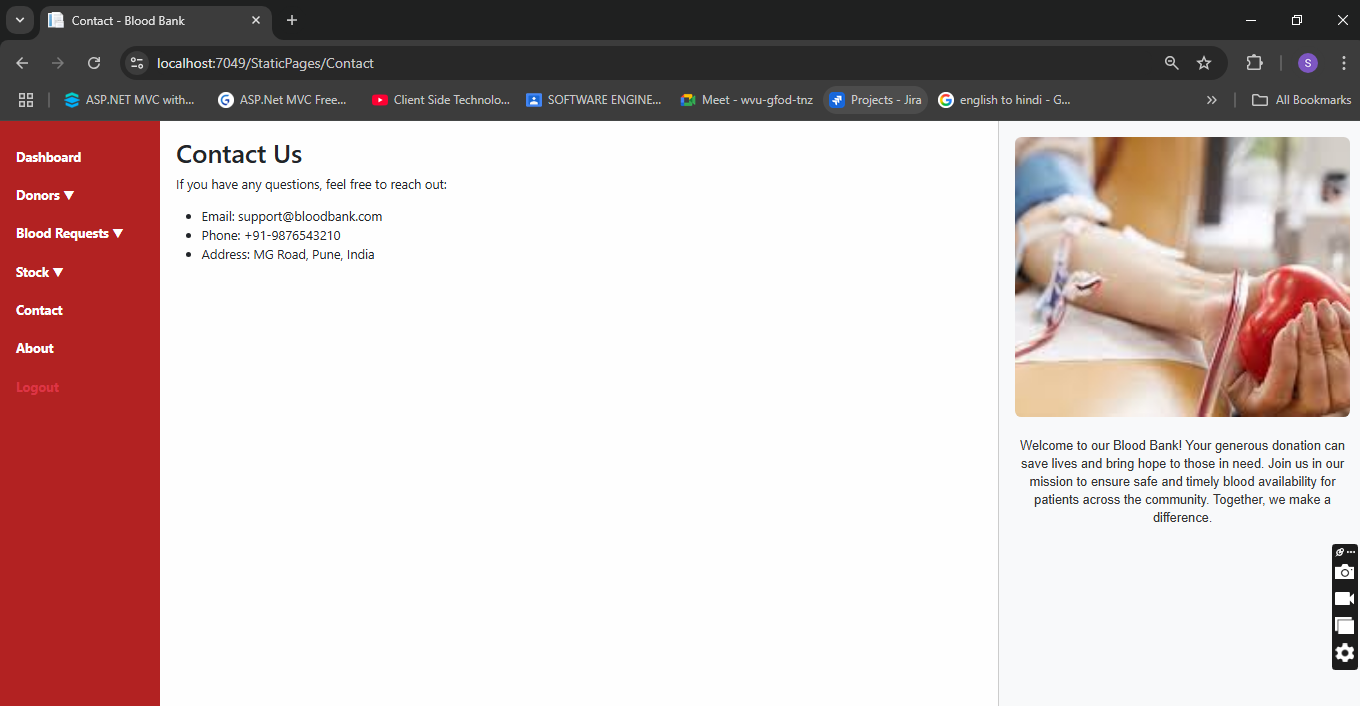 Contact - Blood Bank
localhost:7049/StaticPages/Contact
S
ASP.NET MVC with...
ASP.Net MVC Free...
Client Side Technolo...
SOFTWARE ENGINE...
Meet - wvu-gfod-tnz
Projects - Jira
english to hindi - G...
All Bookmarks
Dashboard
Donors ▼
Blood Requests ▼
Stock ▼
Contact
About
Logout
Contact Us
If you have any questions, feel free to reach out:
• Email: support@bloodbank.com
• Phone: +91-9876543210
• Address: MG Road, Pune, India
Welcome to our Blood Bank! Your generous donation can
save lives and bring hope to those in need. Join us in our
mission to ensure safe and timely blood availability for
patients across the community. Together, we make a
difference.